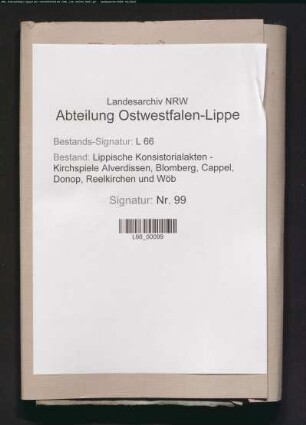 Landesarchiv NRW
Abteilung Ostwestfalen-Lippe
Bestands-Signatur: L 66
Bestand: Lippische Konsistorialakten -
Kirchspiele Alverdissen, Blomberg, Cappel,
Donop, Reelkirchen und Wöb
Signatur: Nr. 99
L66_00099